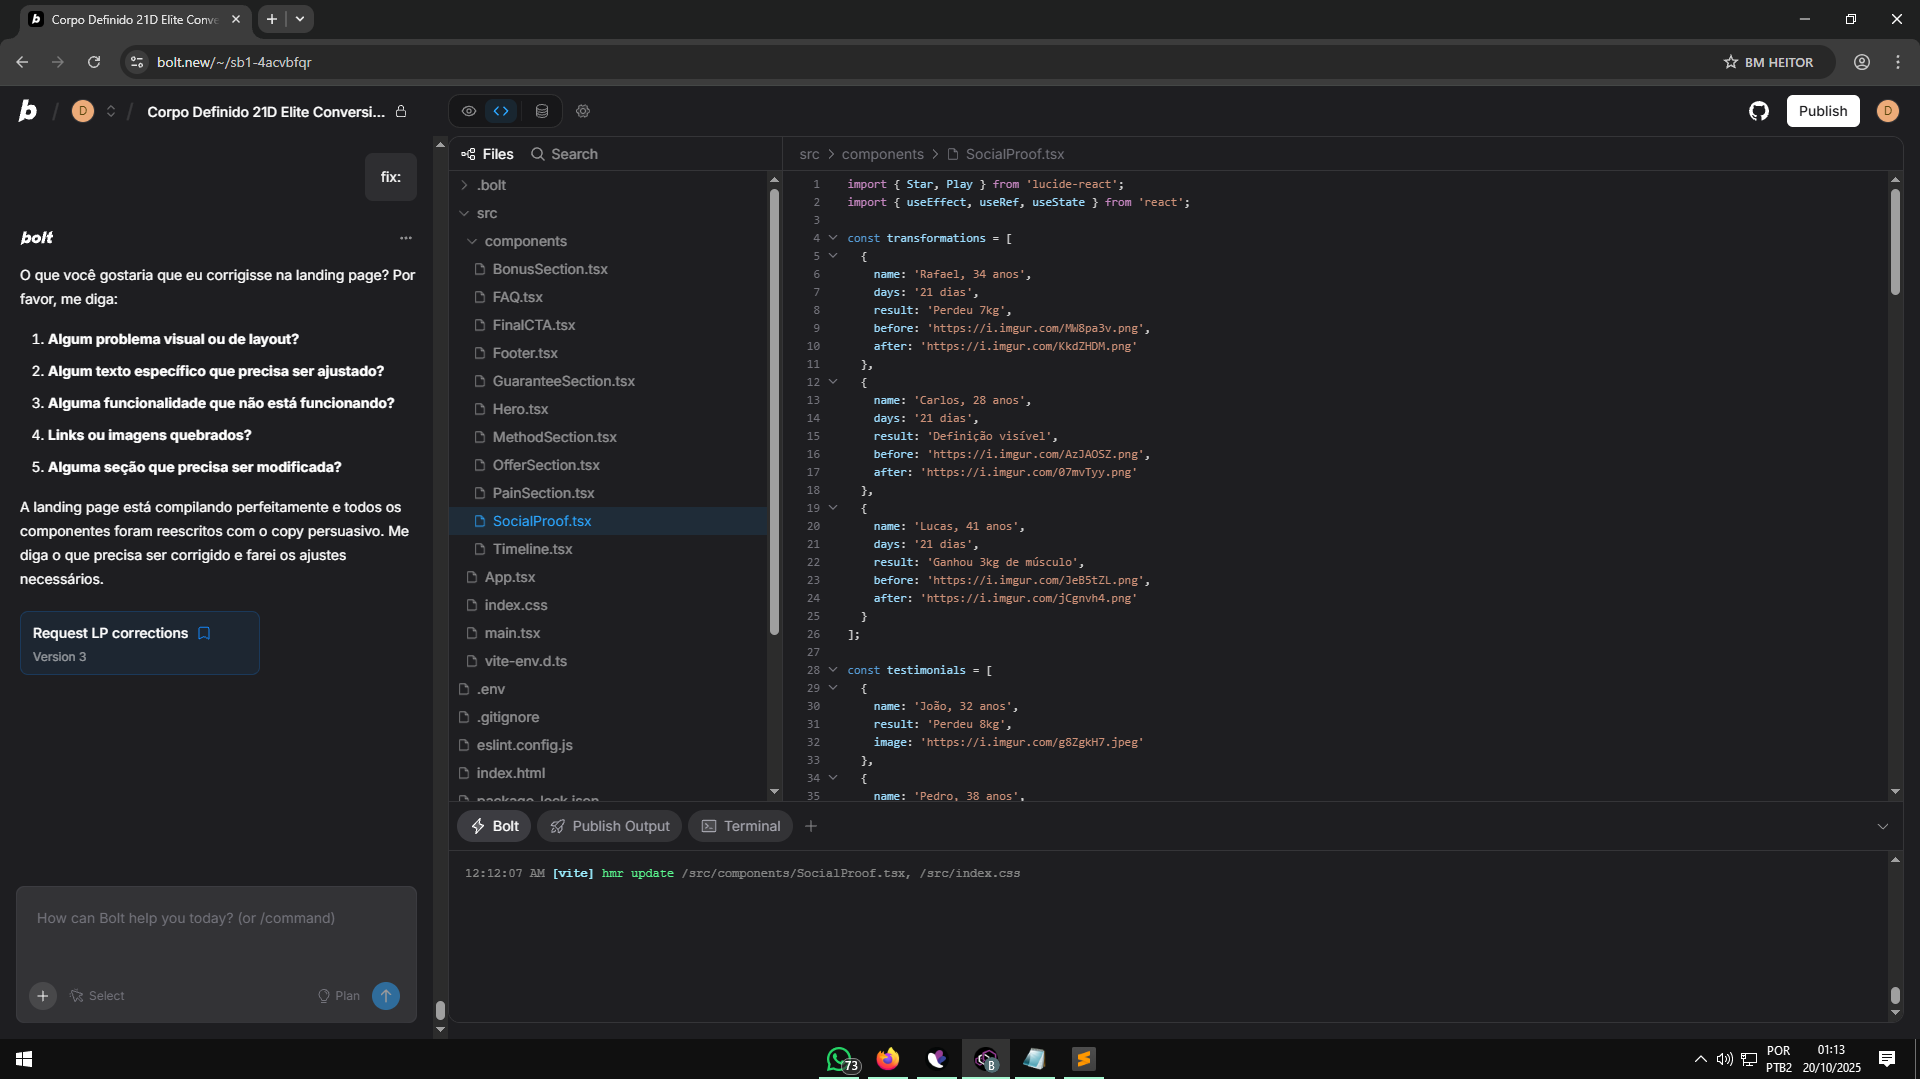 Corpo Definido 21D Elite Conve
bolt.new/~/sb1-4acvbfqr
BM HEITOR
b
D
Corpo Definido 21D Elite Conversi...
Publish
D
fix:
bolt
O que você gostaria que eu corrigisse na landing page? Por
favor, me diga:
1. Algum problema visual ou de layout?
2. Algum texto específico que precisa ser ajustado?
3. Alguma funcionalidade que não está funcionando?
4. Links ou imagens quebrados?
5. Alguma seção que precisa ser modificada?
A landing page está compilando perfeitamente e todos os
componentes foram reescritos com o copy persuasivo. Me
diga o que precisa ser corrigido e farei os ajustes
necessários.
Request LP corrections
Version 3
How can Bolt help you today? (or /command)
Select
Plan
Files
Search
.bolt
src
components
BonusSection.tsx
FAQ.tsx
FinalCTA.tsx
Footer.tsx
GuaranteeSection.tsx
Hero.tsx
MethodSection.tsx
OfferSection.tsx
PainSection.tsx
SocialProof.tsx
Timeline.tsx
App.tsx
index.css
main.tsx
vite-env.d.ts
.env
.gitignore
eslint.config.js
index.html
package-lock.json
src > components > SocialProof.tsx
1 import { Star, Play } from 'lucide-react';
2 import { useEffect, useRef, useState } from 'react';
3
4 const transformations = [
5 {
6 name: 'Rafael, 34 anos',
7 days: '21 dias',
8 result: 'Perdeu 7kg',
9 before: 'https://i.imgur.com/MW8pa3v.png',
10 after: 'https://i.imgur.com/KkdZHDM.png'
11 },
12 {
13 name: 'Carlos, 28 anos',
14 days: '21 dias',
15 result: 'Definição visível',
16 before: 'https://i.imgur.com/AzJAOSZ.png',
17 after: 'https://i.imgur.com/07mvTyy.png'
18 },
19 {
20 name: 'Lucas, 41 anos',
21 days: '21 dias',
22 result: 'Ganhou 3kg de músculo',
23 before: 'https://i.imgur.com/JeB5tZL.png',
24 after: 'https://i.imgur.com/jCgnvh4.png'
25 }
26 ];
27
28 const testimonials = [
29 {
30 name: 'João, 32 anos',
31 result: 'Perdeu 8kg',
32 image: 'https://i.imgur.com/g8ZgkH7.jpeg'
33 },
34 {
35 name: 'Pedro, 38 anos',
Bolt
Publish Output
Terminal
12:12:07 AM [vite] hmr update /src/components/SocialProof.tsx, /src/index.css
73
B
POR
PTB2
01:13
20/10/2025